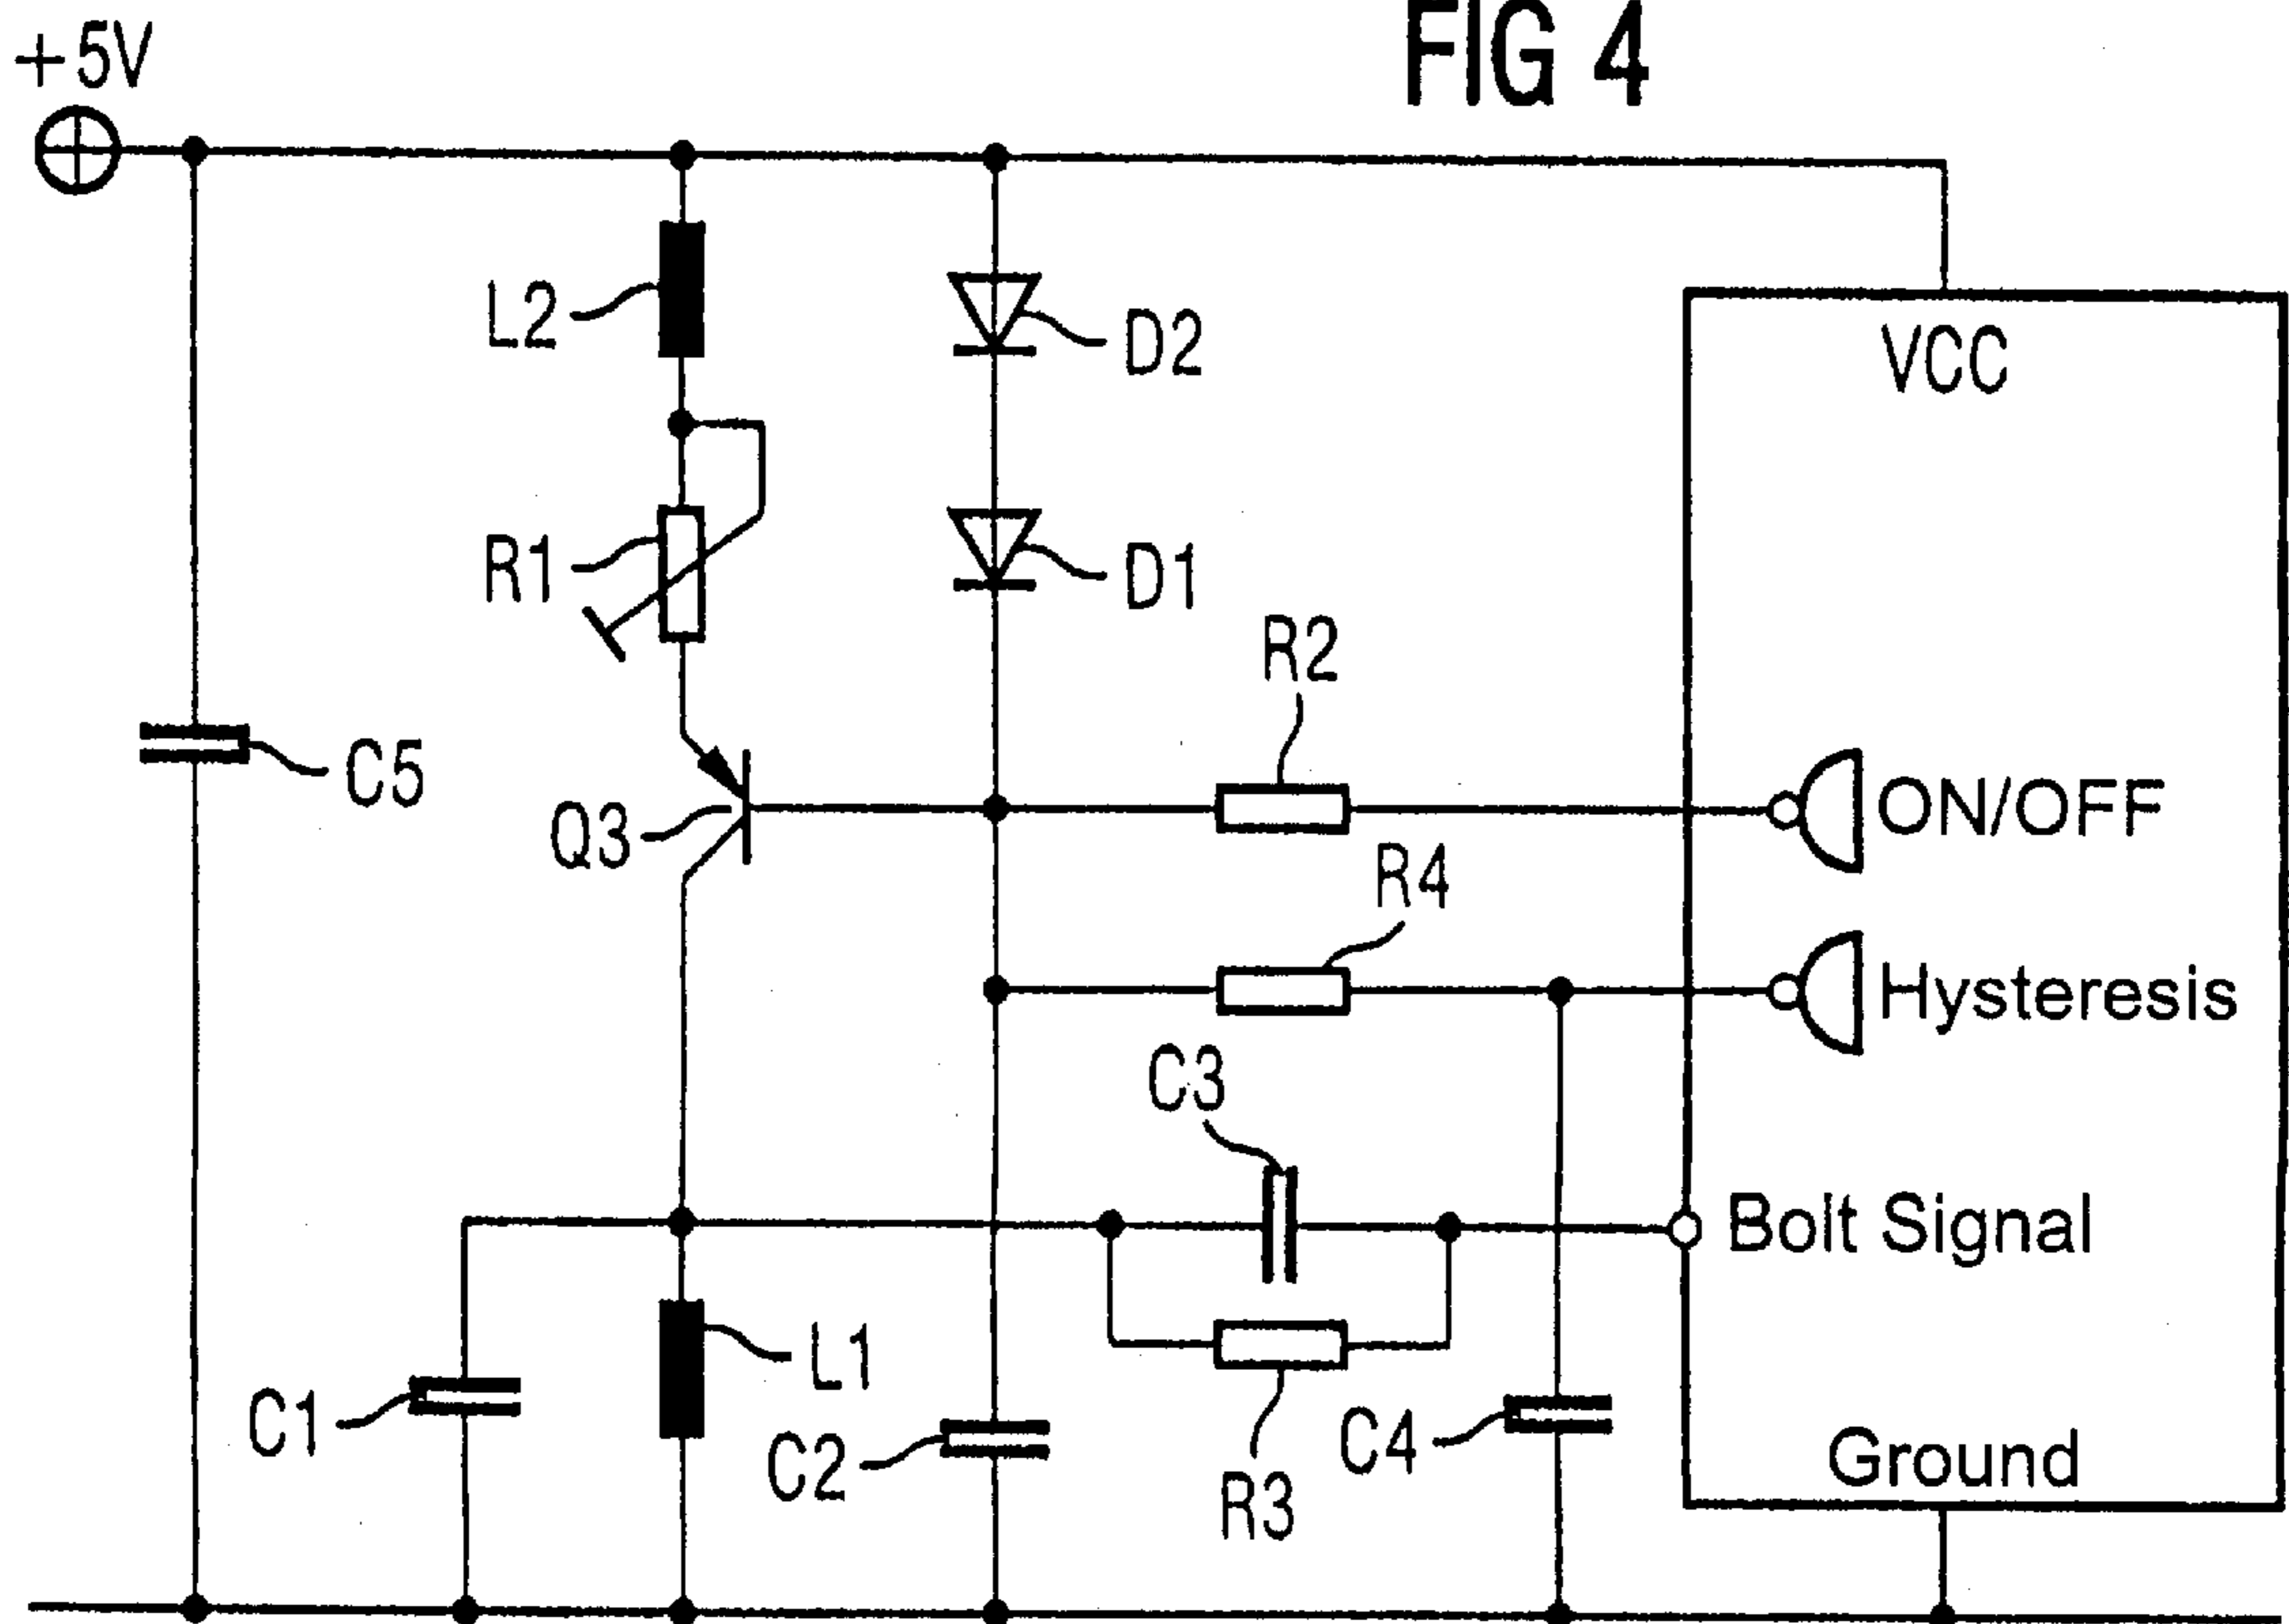 FIG 4
+5V
L2
D2
VCC
R1
D1
R2
C5
Q3
ON/OFF
R4
Hysteresis
C3
Bolt Signal
L1
C1
C2
C4
R3
Ground